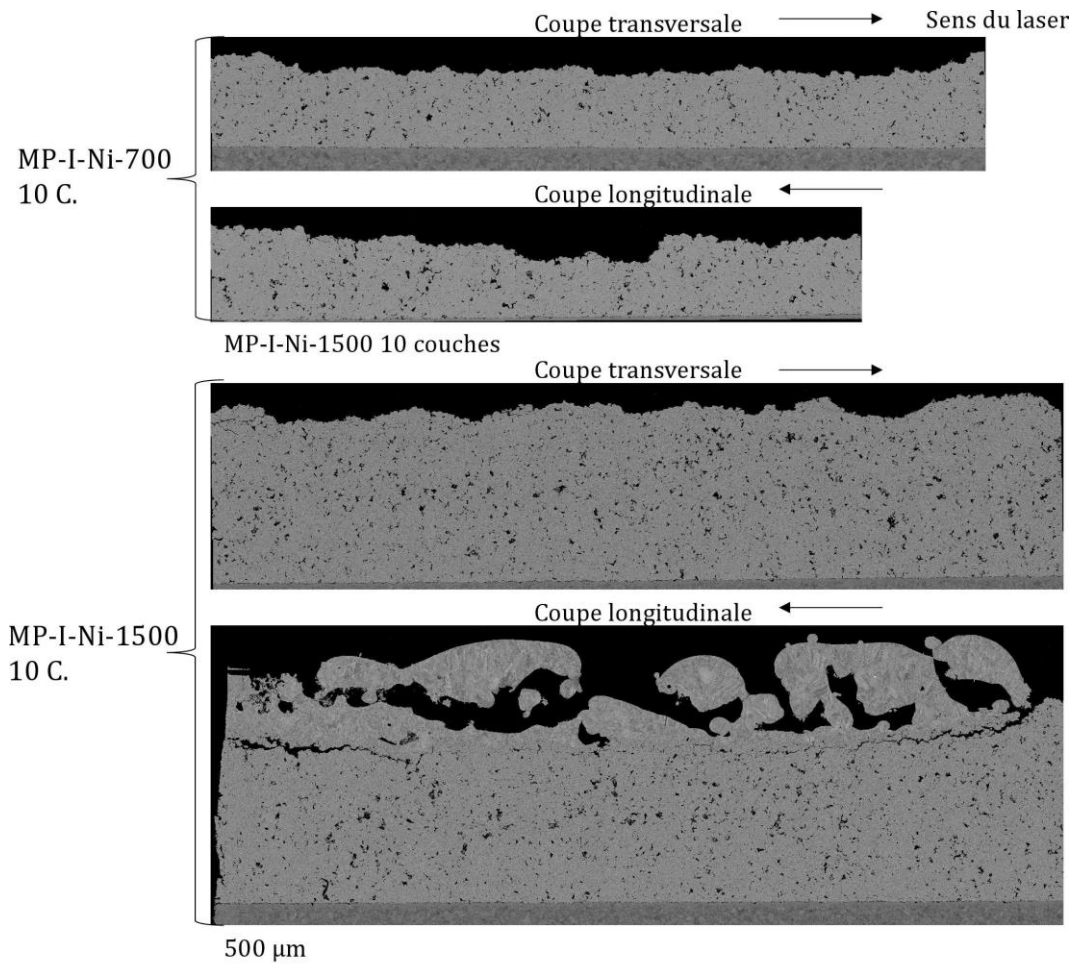 Coupe transversale
Sens du laser
MP-I-Ni-700
10 C.
Coupe longitudinale
MP-I-Ni-1500 10 couches
Coupe transversale
MP-I-Ni-1500
10 C.
Coupe longitudinale
500 µm